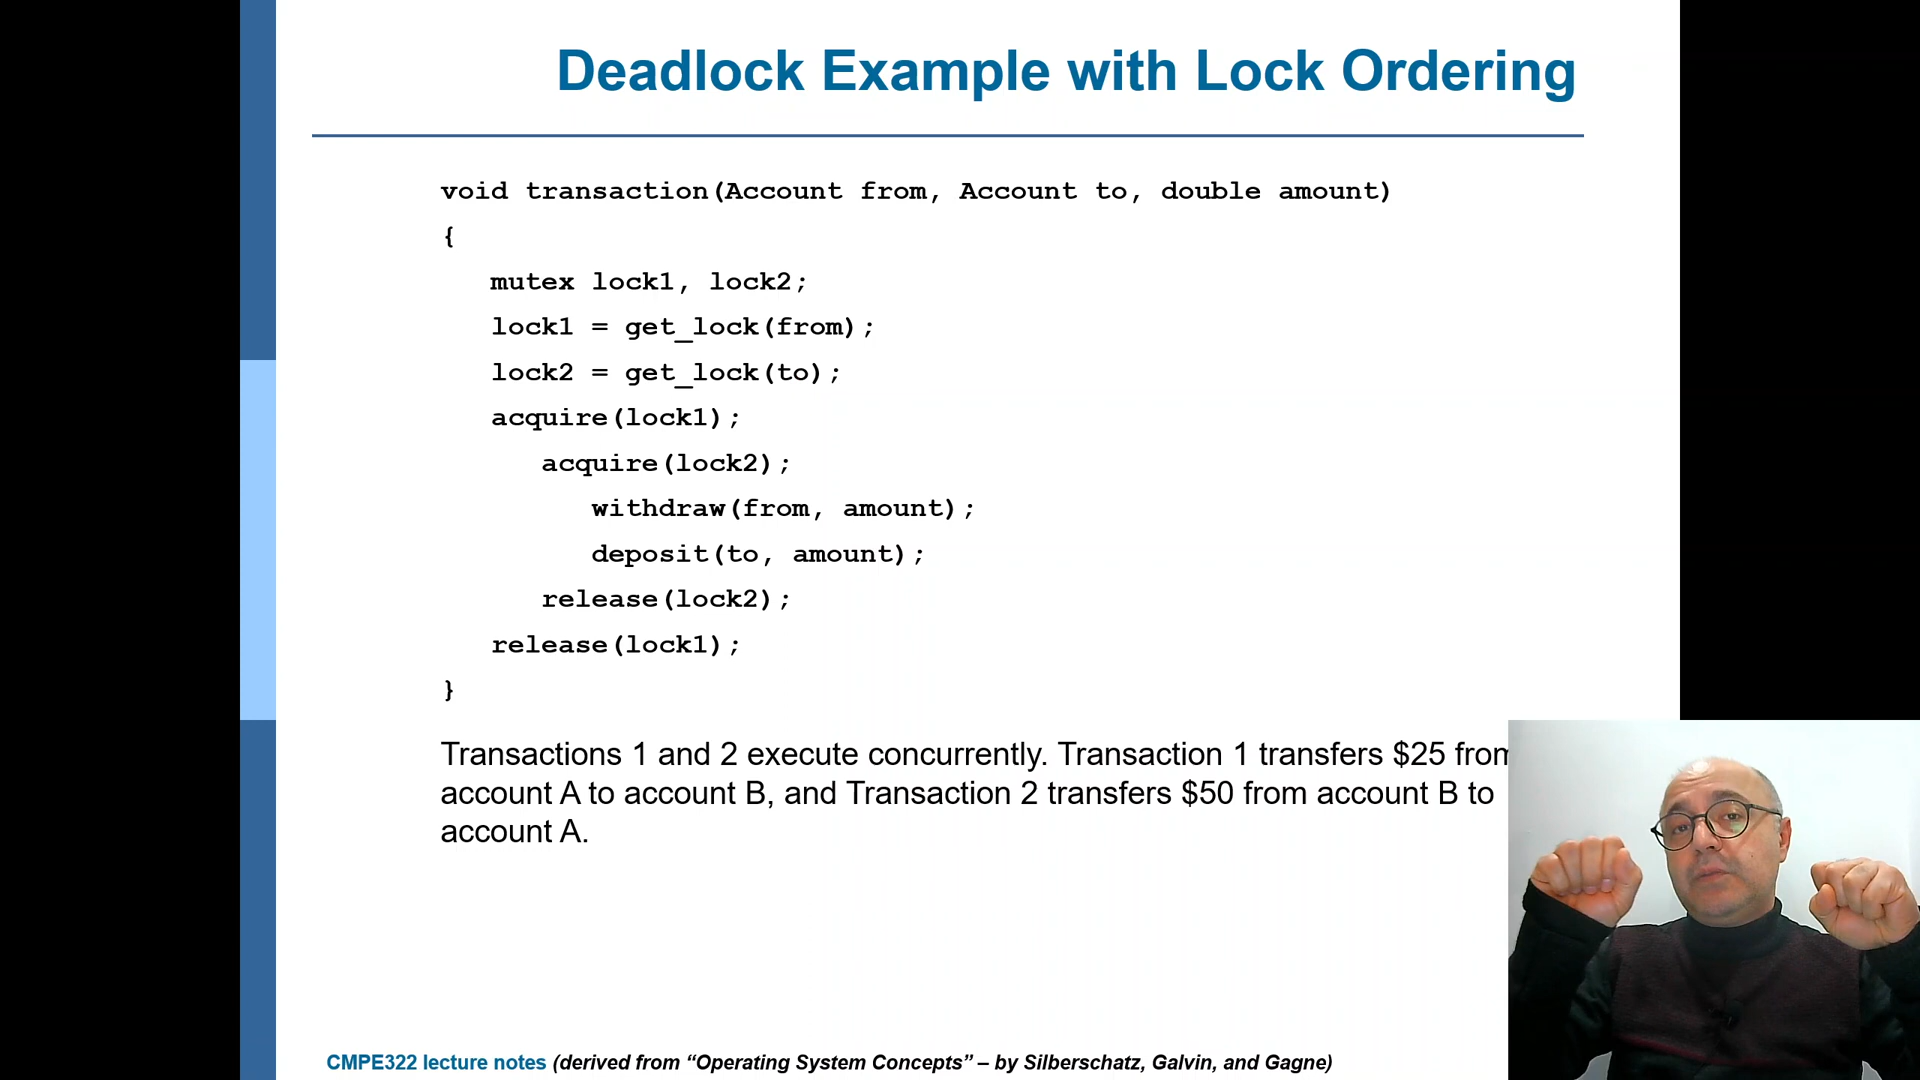 Deadlock Example with Lock Ordering
void transaction(Account from, Account to, double amount)
{
mutex lock1, lock2;
lock1 = get_lock(from);
lock2 = get_lock(to);
acquire(lock1);
acquire(lock2);
withdraw(from, amount);
deposit(to, amount);
release(lock2);
release(lock1);
}
Transactions 1 and 2 execute concurrently. Transaction 1 transfers $25 from
account A to account B, and Transaction 2 transfers $50 from account B to
account A.
CMPE322 lecture notes (derived from “Operating System Concepts” – by Silberschatz, Galvin, and Gagne)